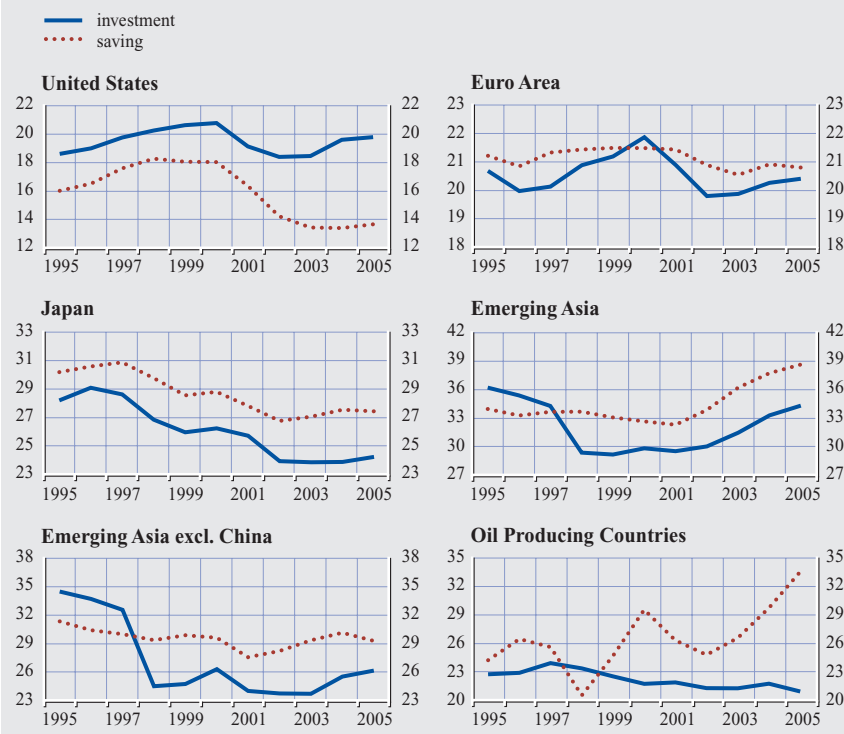 investment
saving
United States
22 22
20 20
18 18
16 16
14 14
12 12
1995 1997 1999 2001 2003 2005
Euro Area
23 23
22 22
21 21
20 20
19 19
18 18
1995 1997 1999 2001 2003 2005
Japan
33 33
31 31
29 29
27 27
25 25
23 23
1995 1997 1999 2001 2003 2005
Emerging Asia
42 42
39 39
36 36
33 33
30 30
27 27
1995 1997 1999 2001 2003 2005
Emerging Asia excl. China
38 38
35 35
32 32
29 29
26 26
23 23
1995 1997 1999 2001 2003 2005
Oil Producing Countries
35 35
32 32
29 29
26 26
23 23
20 20
1995 1997 1999 2001 2003 2005